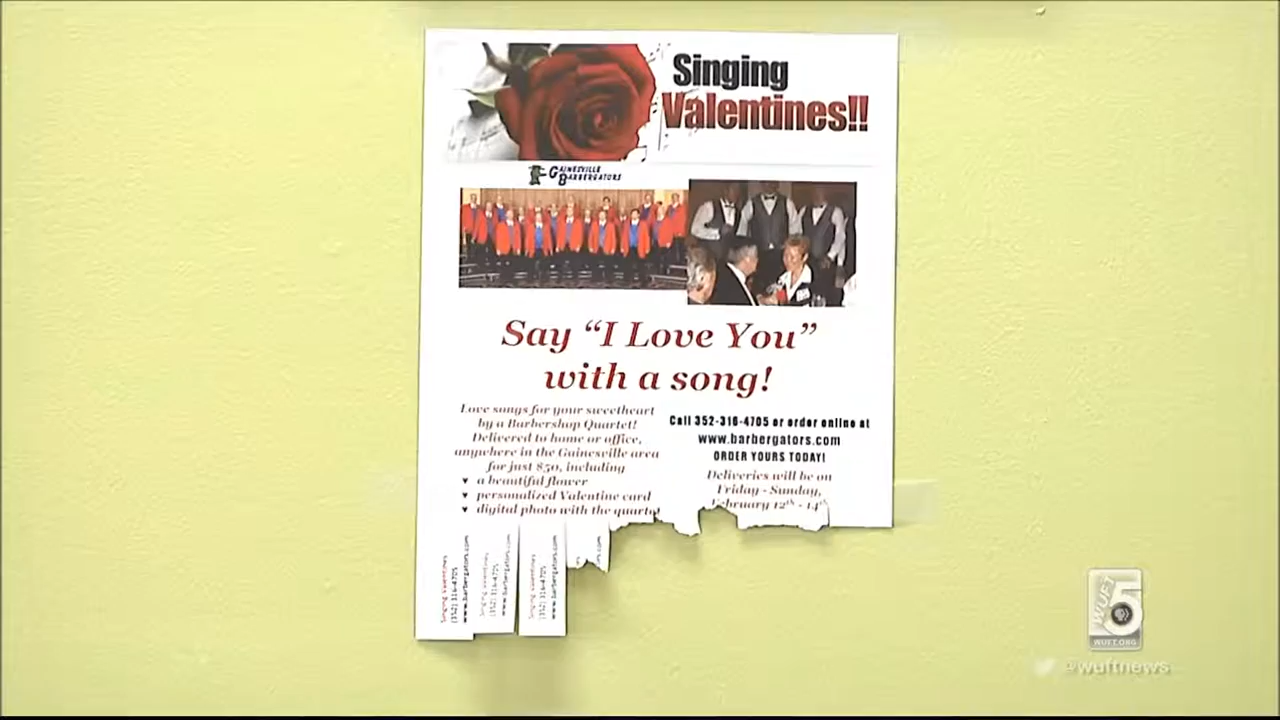 Singing
Valentines!!
GAINESVILLE
BARBERGATORS
Say “I Love You”
with a song!
Love songs for your sweetheart
by a Barbershop Quartet!
Delivered to home or office,
anywhere in the Gainesville area
for just $50, including
♥ a beautiful flower
♥ personalized Valentine card
♥ digital photo with the quartet
Call 352-316-4705 or order online at
www.barbergators.com
ORDER YOURS TODAY!
Deliveries will be on
Friday - Sunday,
February 12th - 14th
WUFT 5
WUFT.ORG
@wuftnews